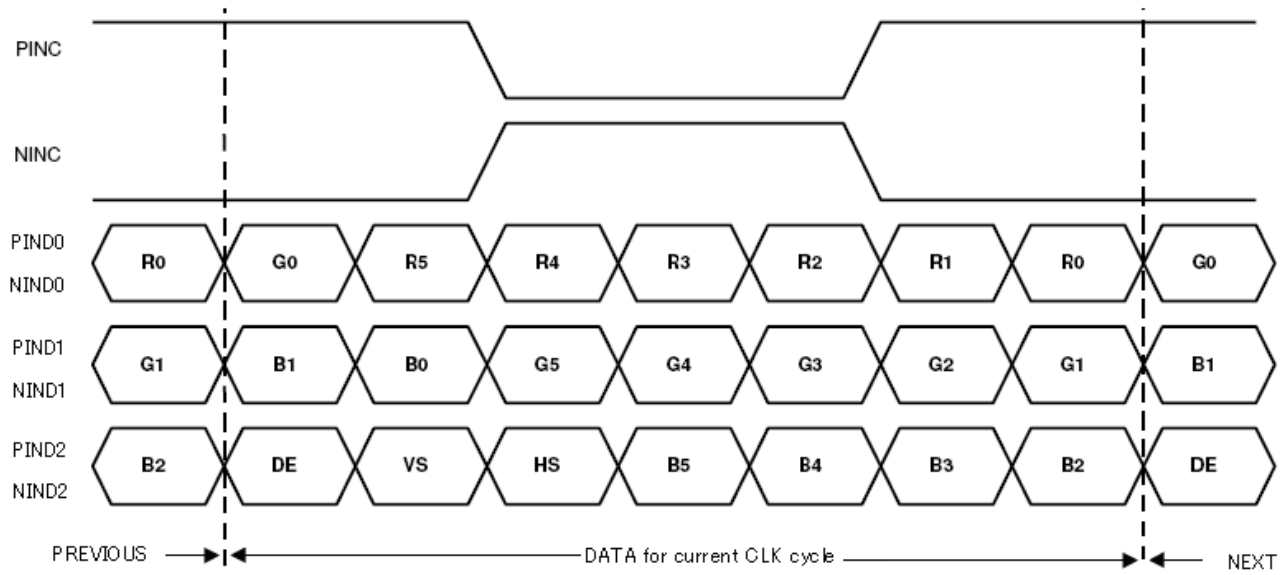 PINC
NINC
PIND0
NIND0
R0 G0 R5 R4 R3 R2 R1 R0 G0
PIND1
NIND1
G1 B1 B0 G5 G4 G3 G2 G1 B1
PIND2
NIND2
B2 DE VS HS B5 B4 B3 B2 DE
PREVIOUS DATA for current CLK cycle NEXT